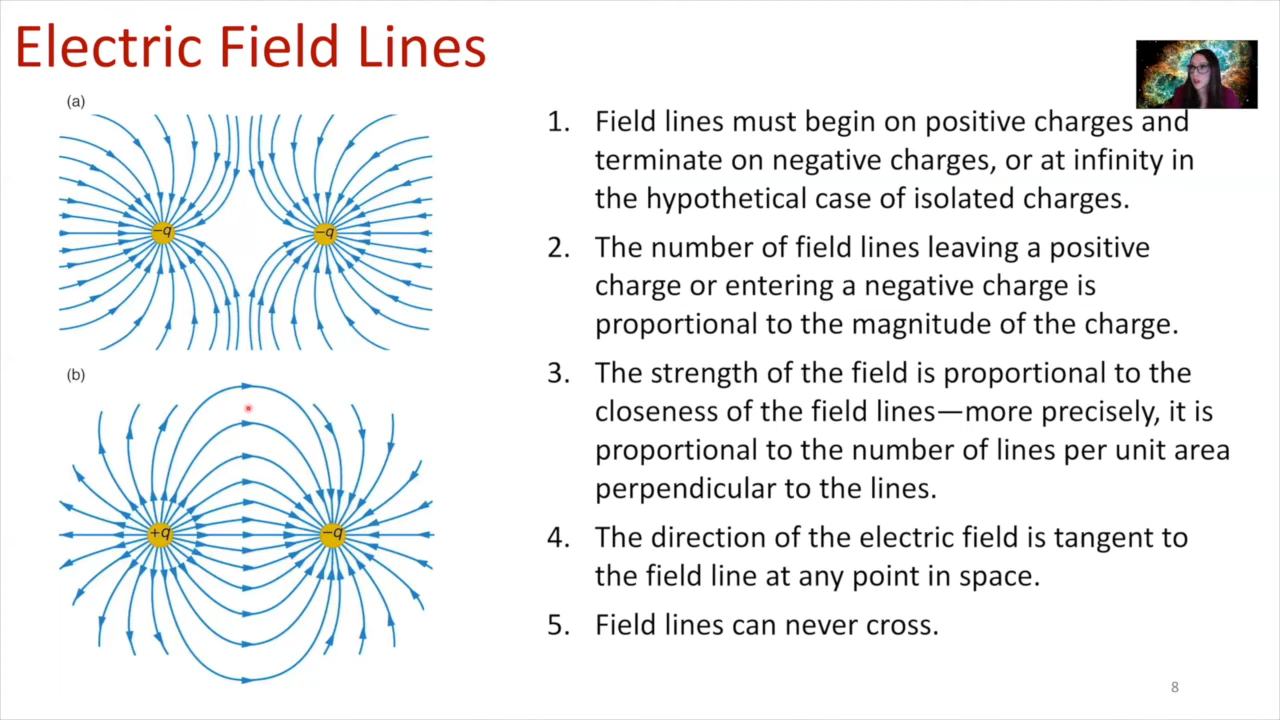 Electric Field Lines
(a)
−q
−q
(b)
+q
−q
1. Field lines must begin on positive charges and
terminate on negative charges, or at infinity in
the hypothetical case of isolated charges.
2. The number of field lines leaving a positive
charge or entering a negative charge is
proportional to the magnitude of the charge.
3. The strength of the field is proportional to the
closeness of the field lines—more precisely, it is
proportional to the number of lines per unit area
perpendicular to the lines.
4. The direction of the electric field is tangent to
the field line at any point in space.
5. Field lines can never cross.
8